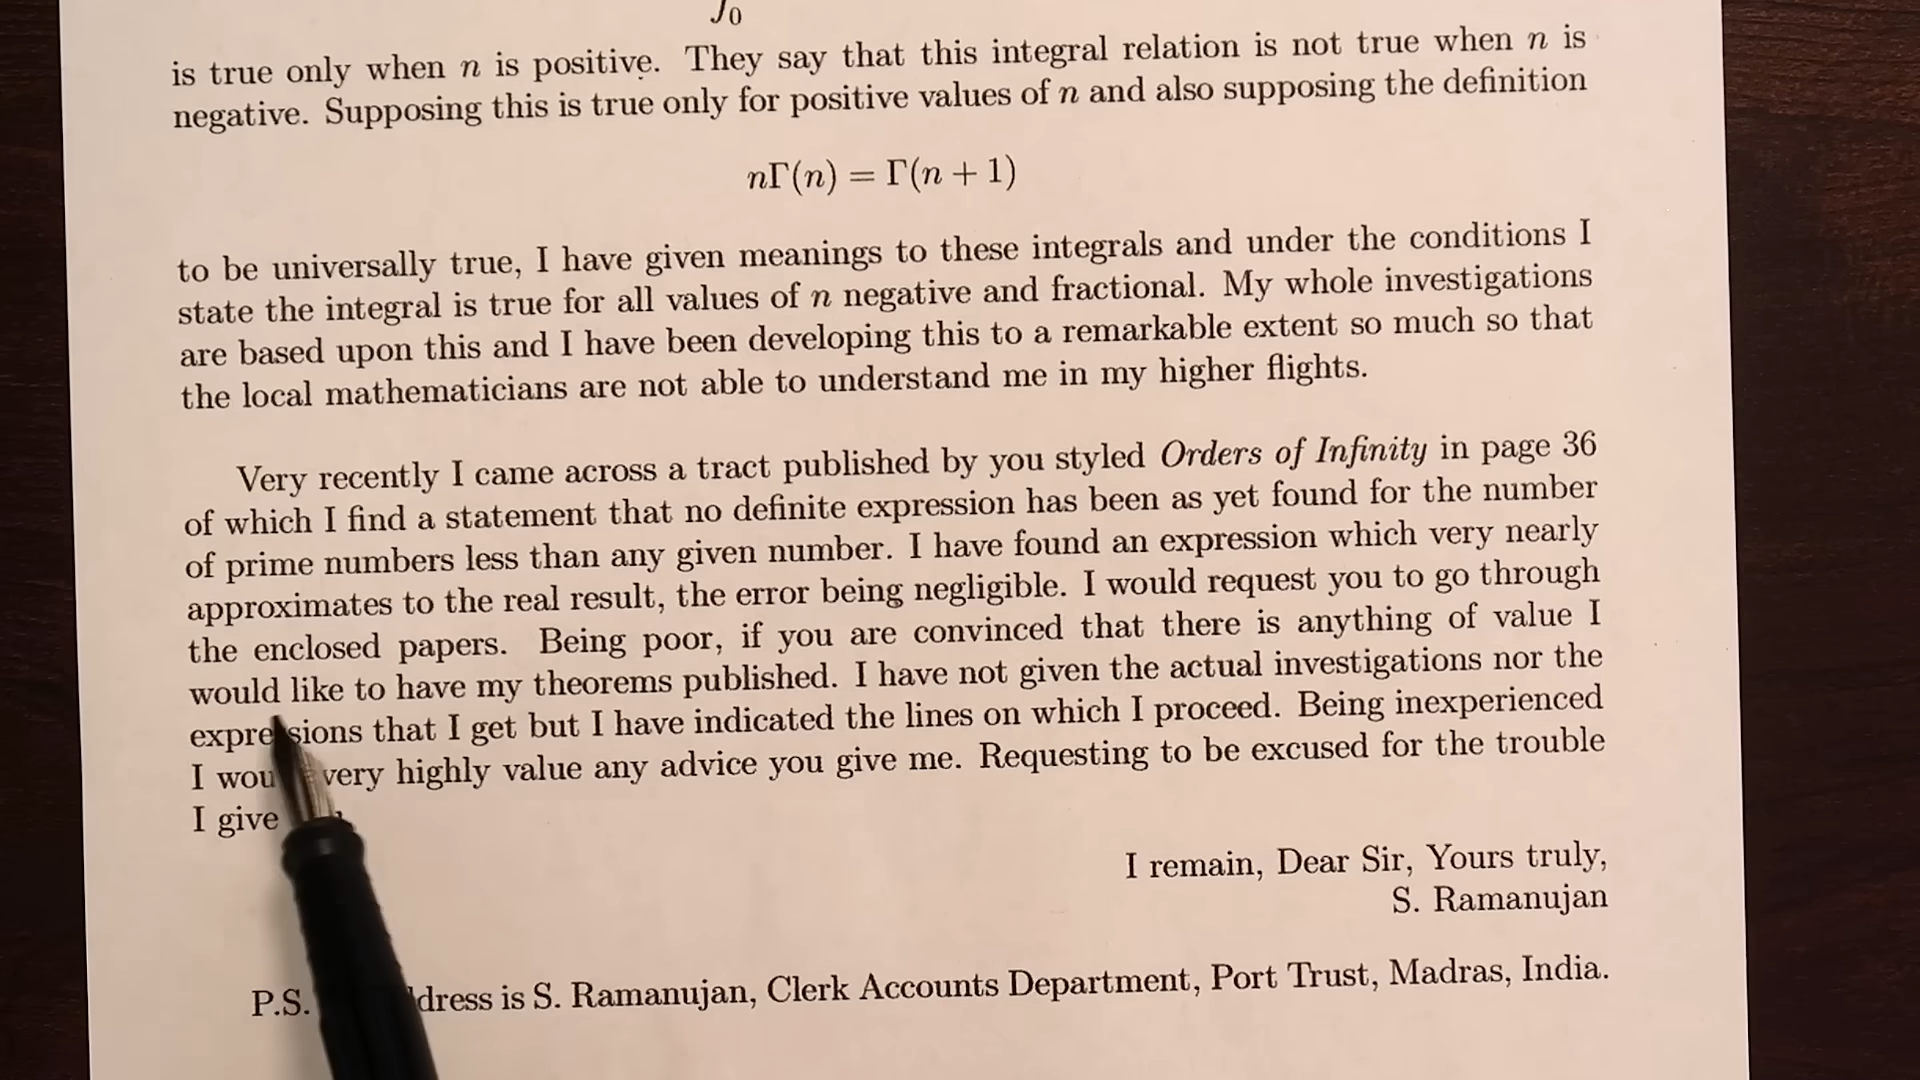 ∫0
is true only when n is positive. They say that this integral relation is not true when n is
negative. Supposing this is true only for positive values of n and also supposing the definition
nΓ(n) = Γ(n + 1)
to be universally true, I have given meanings to these integrals and under the conditions I
state the integral is true for all values of n negative and fractional. My whole investigations
are based upon this and I have been developing this to a remarkable extent so much so that
the local mathematicians are not able to understand me in my higher flights.
Very recently I came across a tract published by you styled Orders of Infinity in page 36
of which I find a statement that no definite expression has been as yet found for the number
of prime numbers less than any given number. I have found an expression which very nearly
approximates to the real result, the error being negligible. I would request you to go through
the enclosed papers. Being poor, if you are convinced that there is anything of value I
would like to have my theorems published. I have not given the actual investigations nor the
expressions that I get but I have indicated the lines on which I proceed. Being inexperienced
I wou very highly value any advice you give me. Requesting to be excused for the trouble
I give
I remain, Dear Sir, Yours truly,
S. Ramanujan
P.S. dress is S. Ramanujan, Clerk Accounts Department, Port Trust, Madras, India.